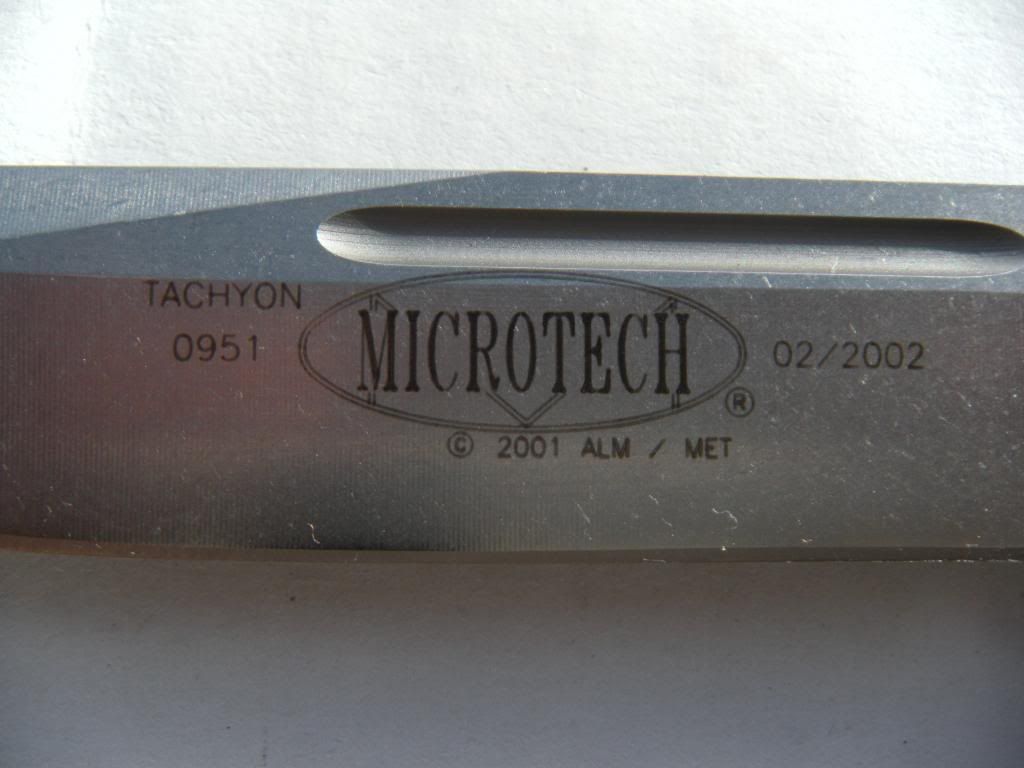 TACHYON
0951
MICROTECH
®
02/2002
© 2001 ALM / MET